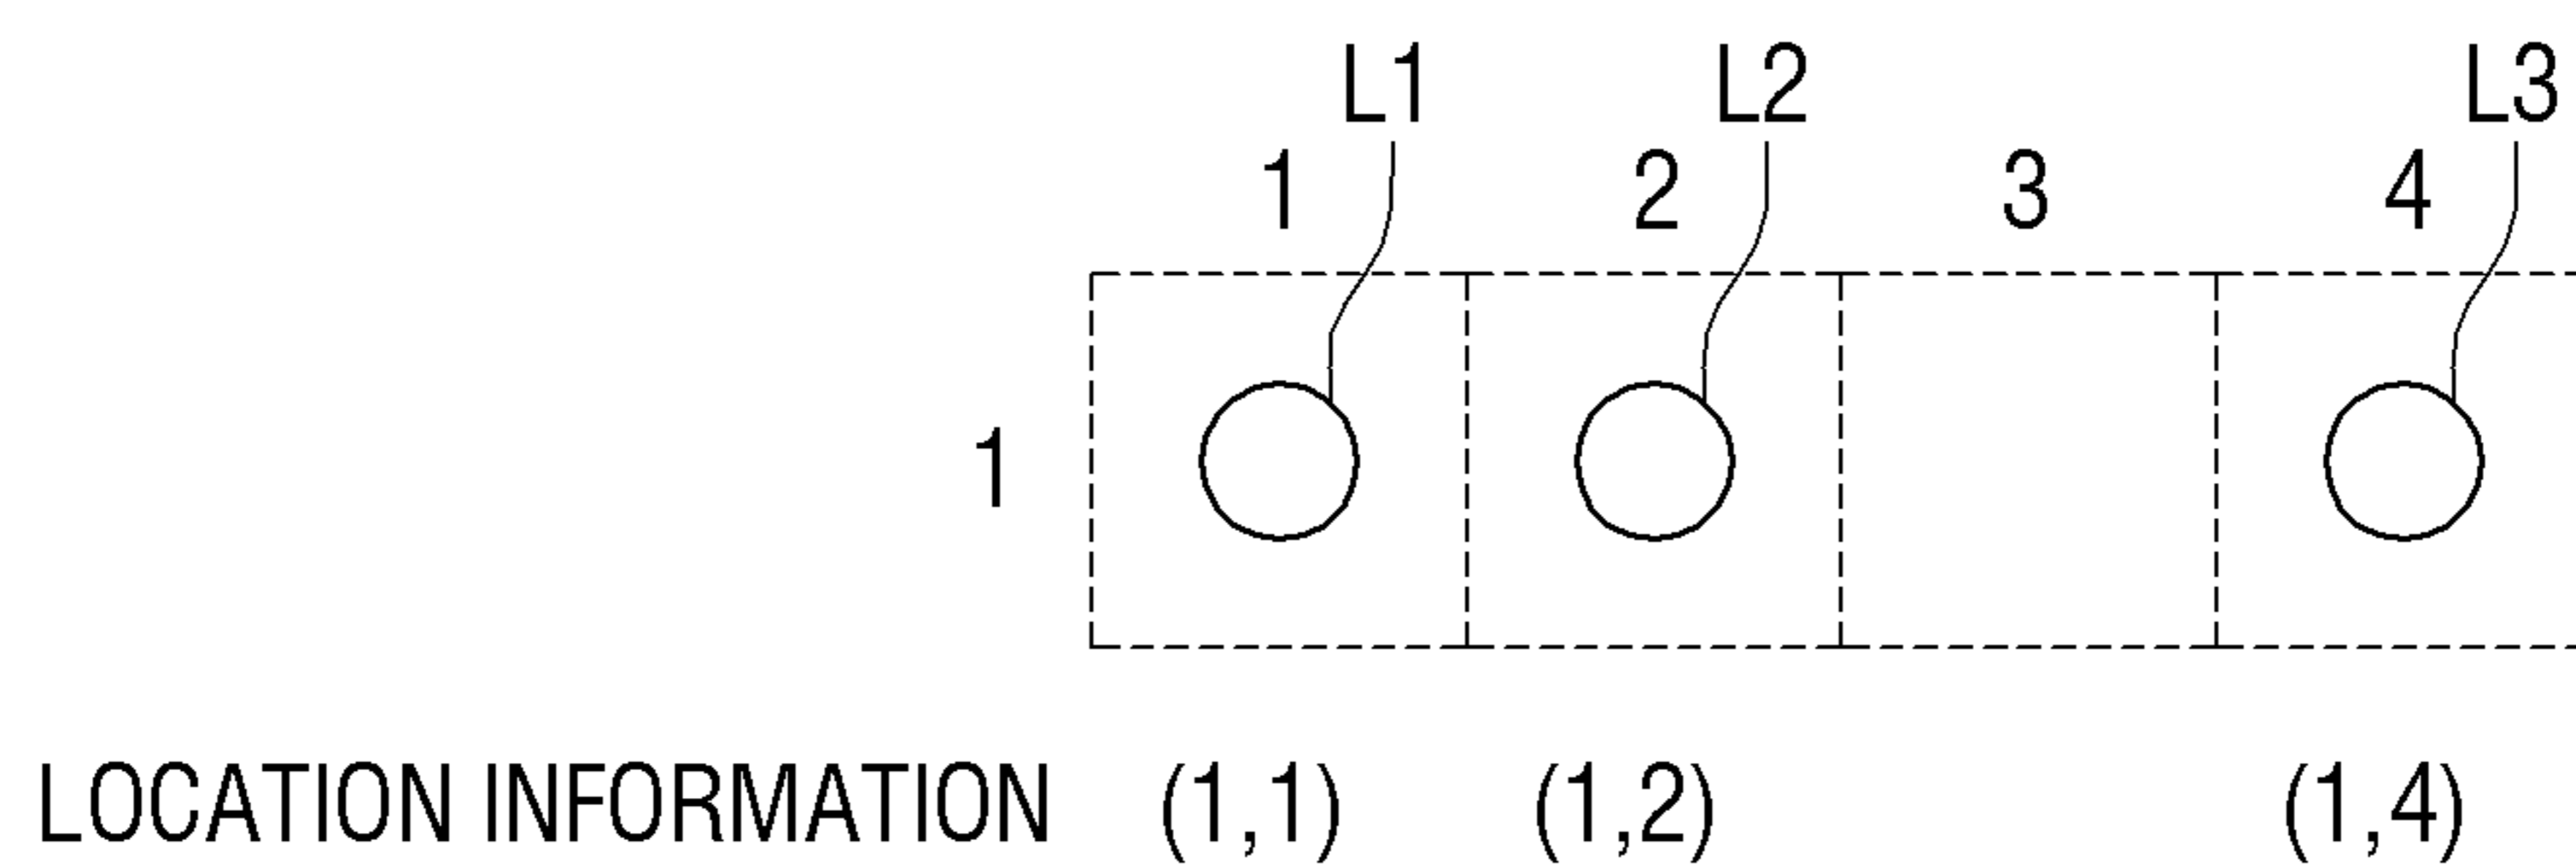 L1 L2 L3
1 2 3 4
1
LOCATION INFORMATION (1,1) (1,2) (1,4)